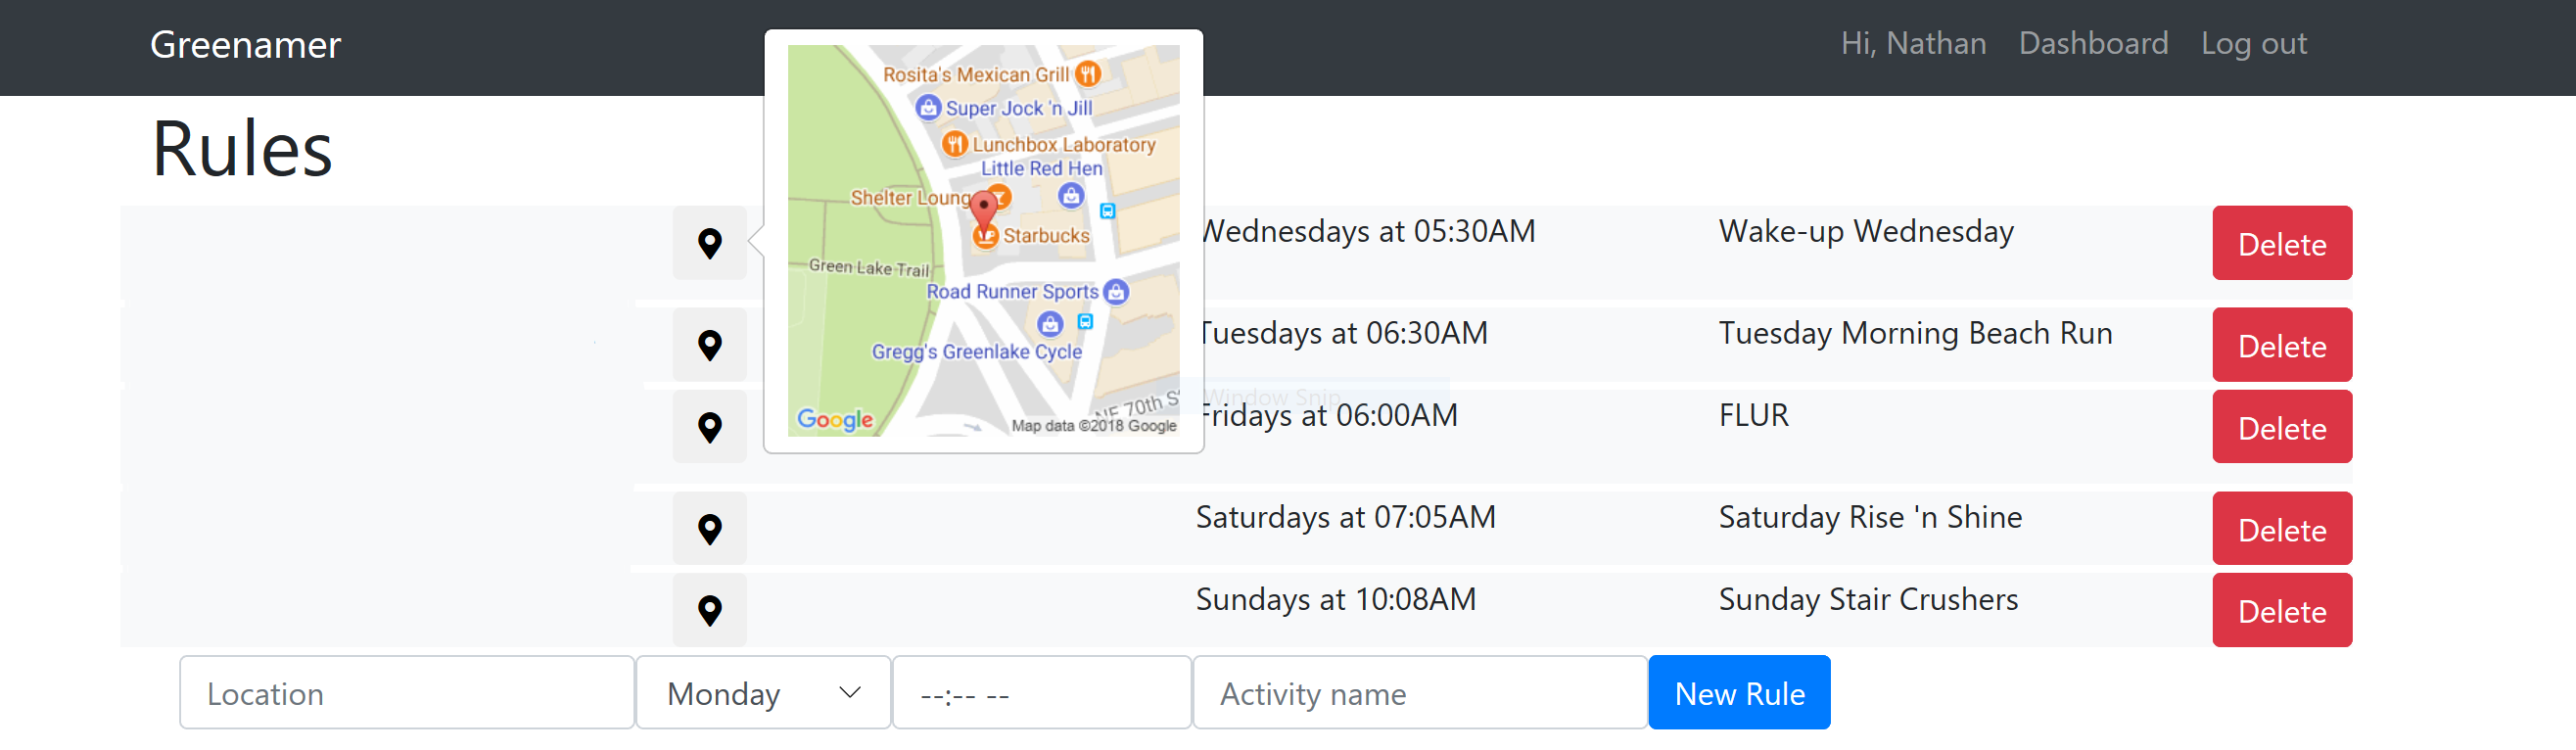 Greenamer
Hi, Nathan Dashboard Log out
Rules
Rosita's Mexican Grill
Super Jock 'n Jill
Lunchbox Laboratory
Little Red Hen
Shelter Loung
Starbucks
Green Lake Trail
Road Runner Sports
Gregg's Greenlake Cycle
NE 70th S
Google
Map data ©2018 Google
Wednesdays at 05:30AM Wake-up Wednesday Delete
Tuesdays at 06:30AM Tuesday Morning Beach Run Delete
Window Snip
Fridays at 06:00AM FLUR Delete
Saturdays at 07:05AM Saturday Rise 'n Shine Delete
Sundays at 10:08AM Sunday Stair Crushers Delete
Location Monday --:-- -- Activity name New Rule